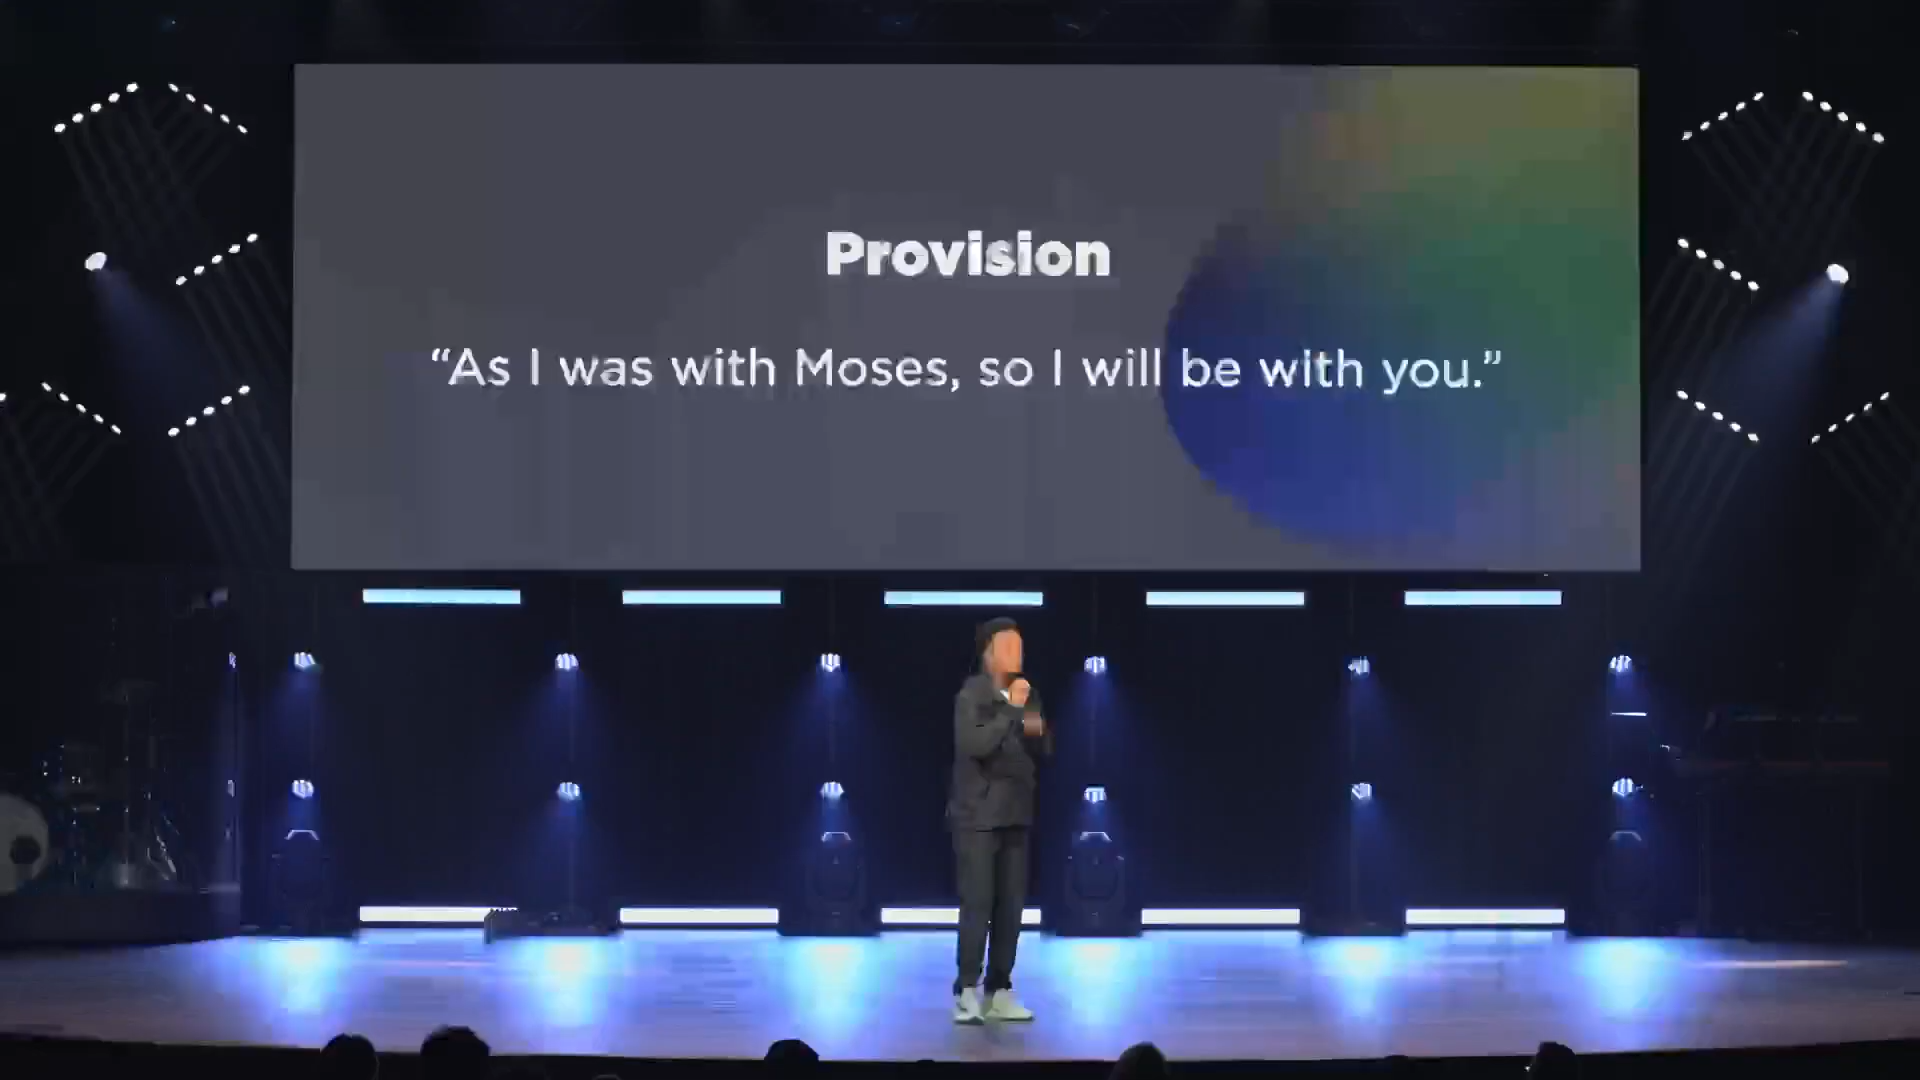 Provision
“As I was with Moses, so I will be with you.”